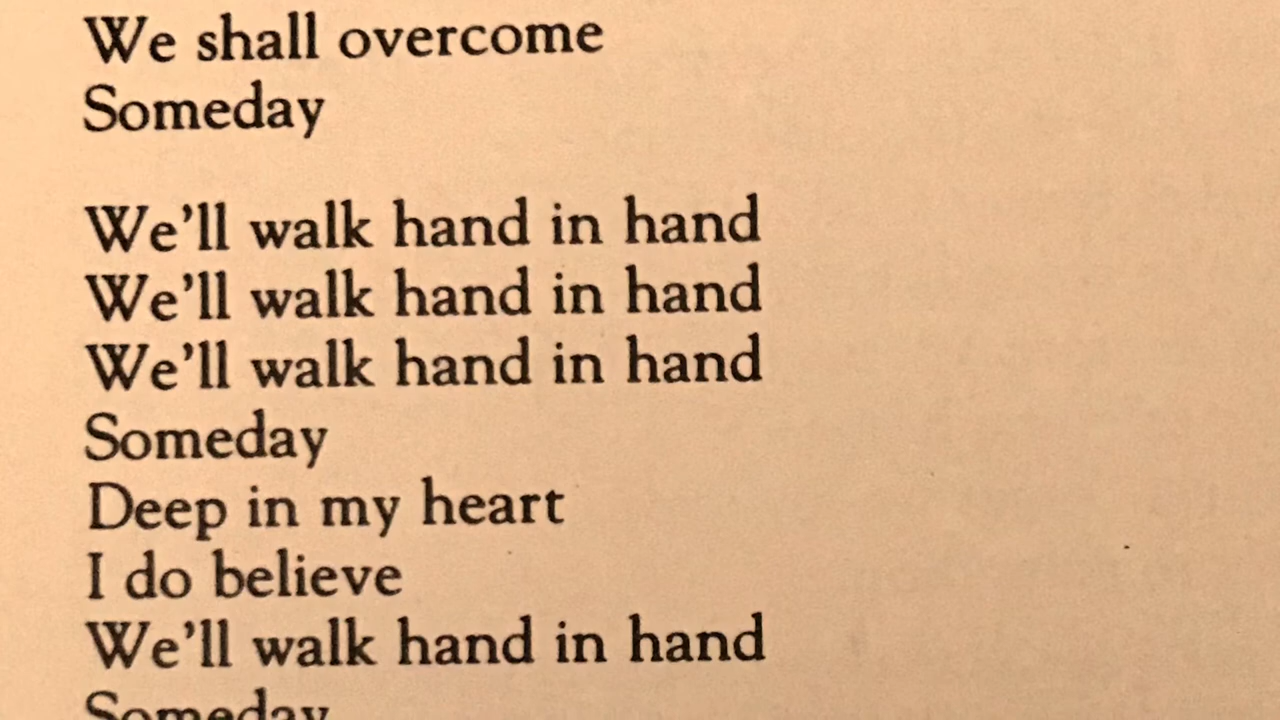 We shall overcome
Someday
We'll walk hand in hand
We'll walk hand in hand
We'll walk hand in hand
Someday
Deep in my heart
I do believe
We'll walk hand in hand
Someday